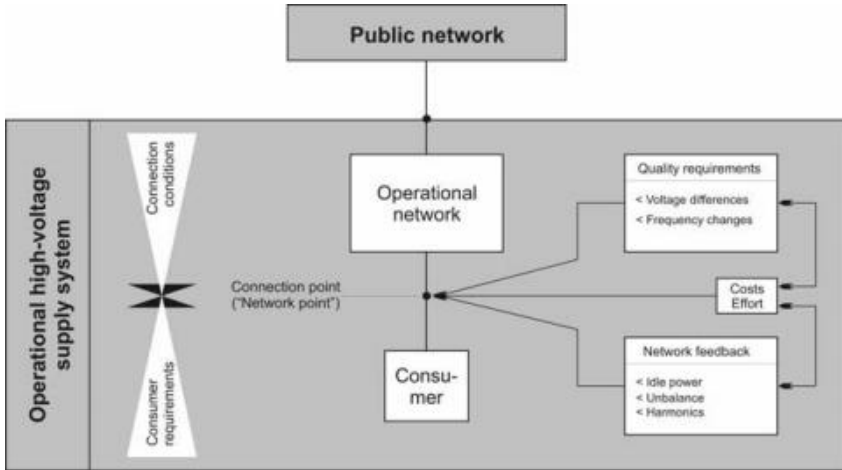 Public network
Operational high-voltage
supply system
Connection
conditions
Consumer
requirements
Connection point
("Network point")
Operational
network
Consu-
mer
Quality requirements
< Voltage differences
< Frequency changes
Costs
Effort
Network feedback
< Idle power
< Unbalance
< Harmonics